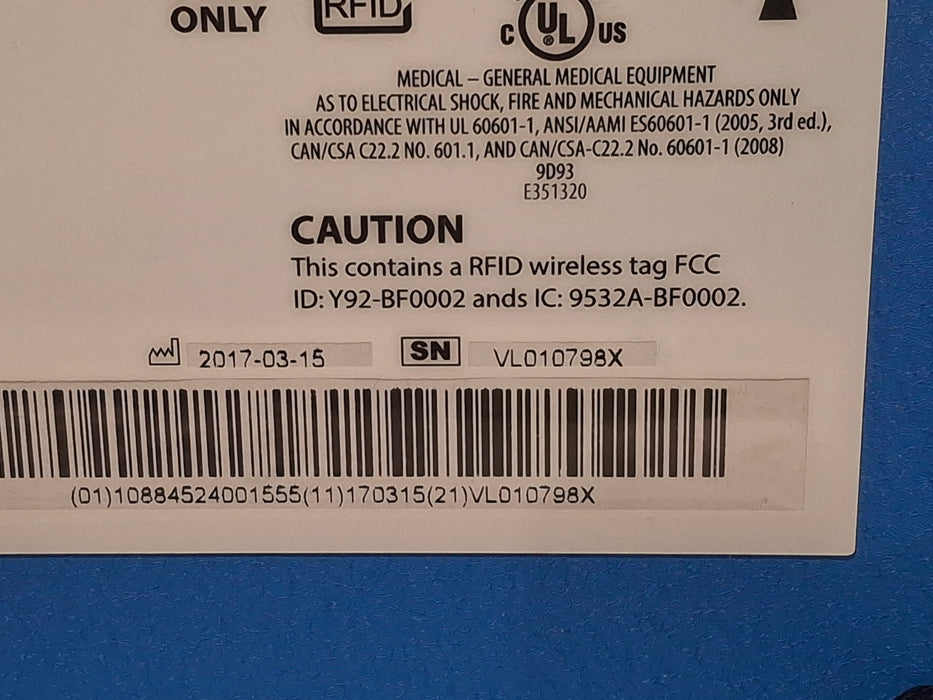 ONLY
RFID
C UL US
MEDICAL – GENERAL MEDICAL EQUIPMENT
AS TO ELECTRICAL SHOCK, FIRE AND MECHANICAL HAZARDS ONLY
IN ACCORDANCE WITH UL 60601-1, ANSI/AAMI ES60601-1 (2005, 3rd ed.),
CAN/CSA C22.2 NO. 601.1, AND CAN/CSA-C22.2 No. 60601-1 (2008)
9D93
E351320
CAUTION
This contains a RFID wireless tag FCC
ID: Y92-BF0002 ands IC: 9532A-BF0002.
2017-03-15 SN VL010798X
(01)10884524001555(11)170315(21)VL010798X